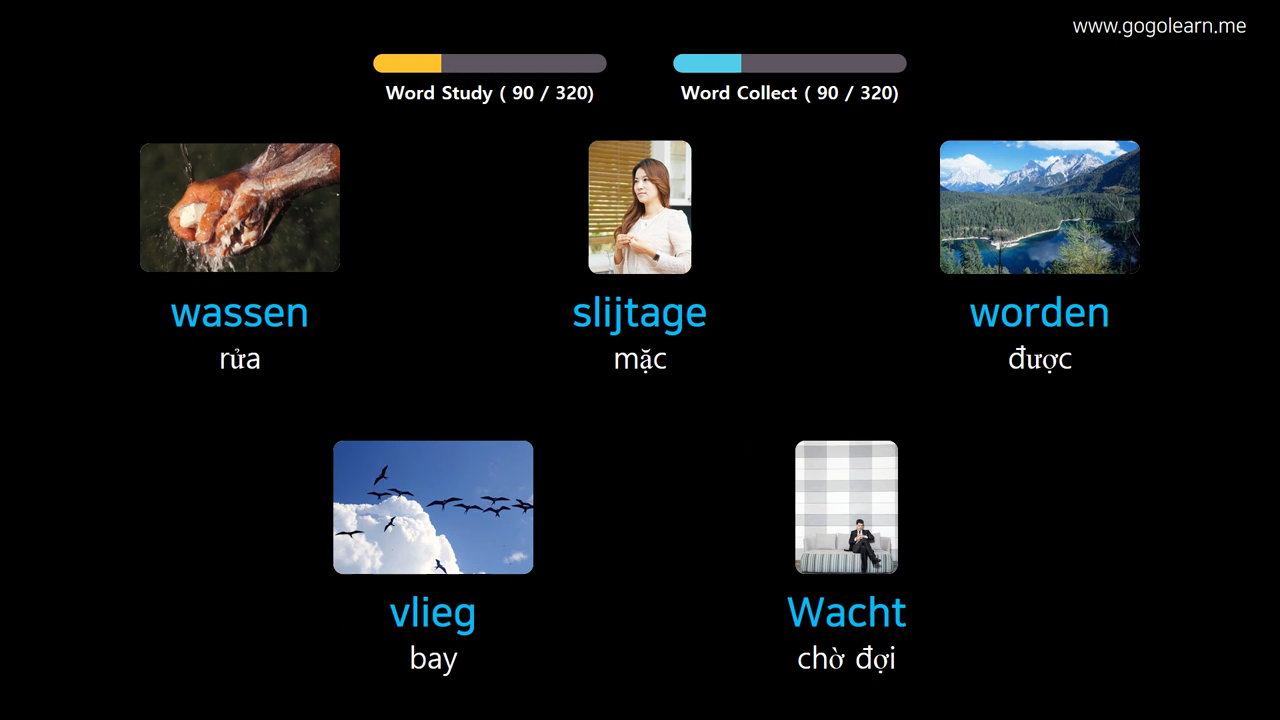 www.gogolearn.me
Word Study ( 90 / 320)
Word Collect ( 90 / 320)
wassen
rửa
slijtage
mặc
worden
được
vlieg
bay
Wacht
chờ đợi